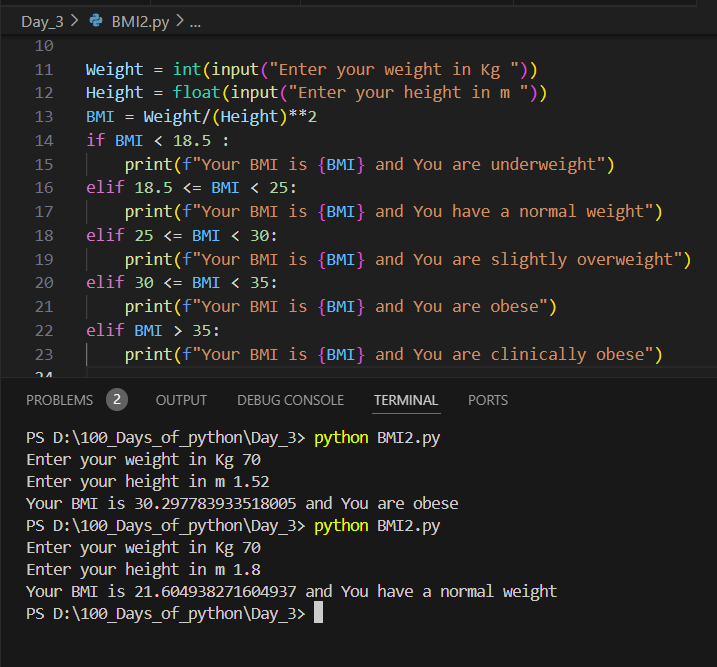 Day_3 > BMI2.py > ...
10
11 Weight = int(input("Enter your weight in Kg "))
12 Height = float(input("Enter your height in m "))
13 BMI = Weight/(Height)**2
14 if BMI < 18.5 :
15     print(f"Your BMI is {BMI} and You are underweight")
16 elif 18.5 <= BMI < 25:
17     print(f"Your BMI is {BMI} and You have a normal weight")
18 elif 25 <= BMI < 30:
19     print(f"Your BMI is {BMI} and You are slightly overweight")
20 elif 30 <= BMI < 35:
21     print(f"Your BMI is {BMI} and You are obese")
22 elif BMI > 35:
23     print(f"Your BMI is {BMI} and You are clinically obese")
24
PROBLEMS 2 OUTPUT DEBUG CONSOLE TERMINAL PORTS
PS D:\100_Days_of_python\Day_3> python BMI2.py
Enter your weight in Kg 70
Enter your height in m 1.52
Your BMI is 30.297783933518005 and You are obese
PS D:\100_Days_of_python\Day_3> python BMI2.py
Enter your weight in Kg 70
Enter your height in m 1.8
Your BMI is 21.604938271604937 and You have a normal weight
PS D:\100_Days_of_python\Day_3>